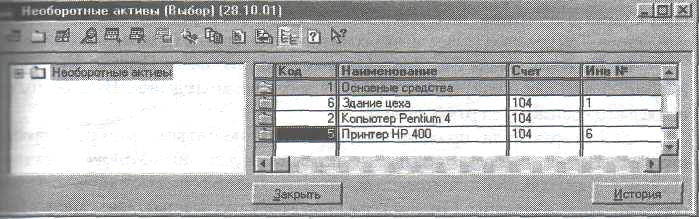 Необоротные активы (Выбор) (28.10.01)
Необоротные активы
Код Наименование Счет Инв №
1 Основные средства
6 Здание цеха 104 1
2 Копьютер Pentium 4 104
5 Принтер HP 400 104 6
Закрыть История